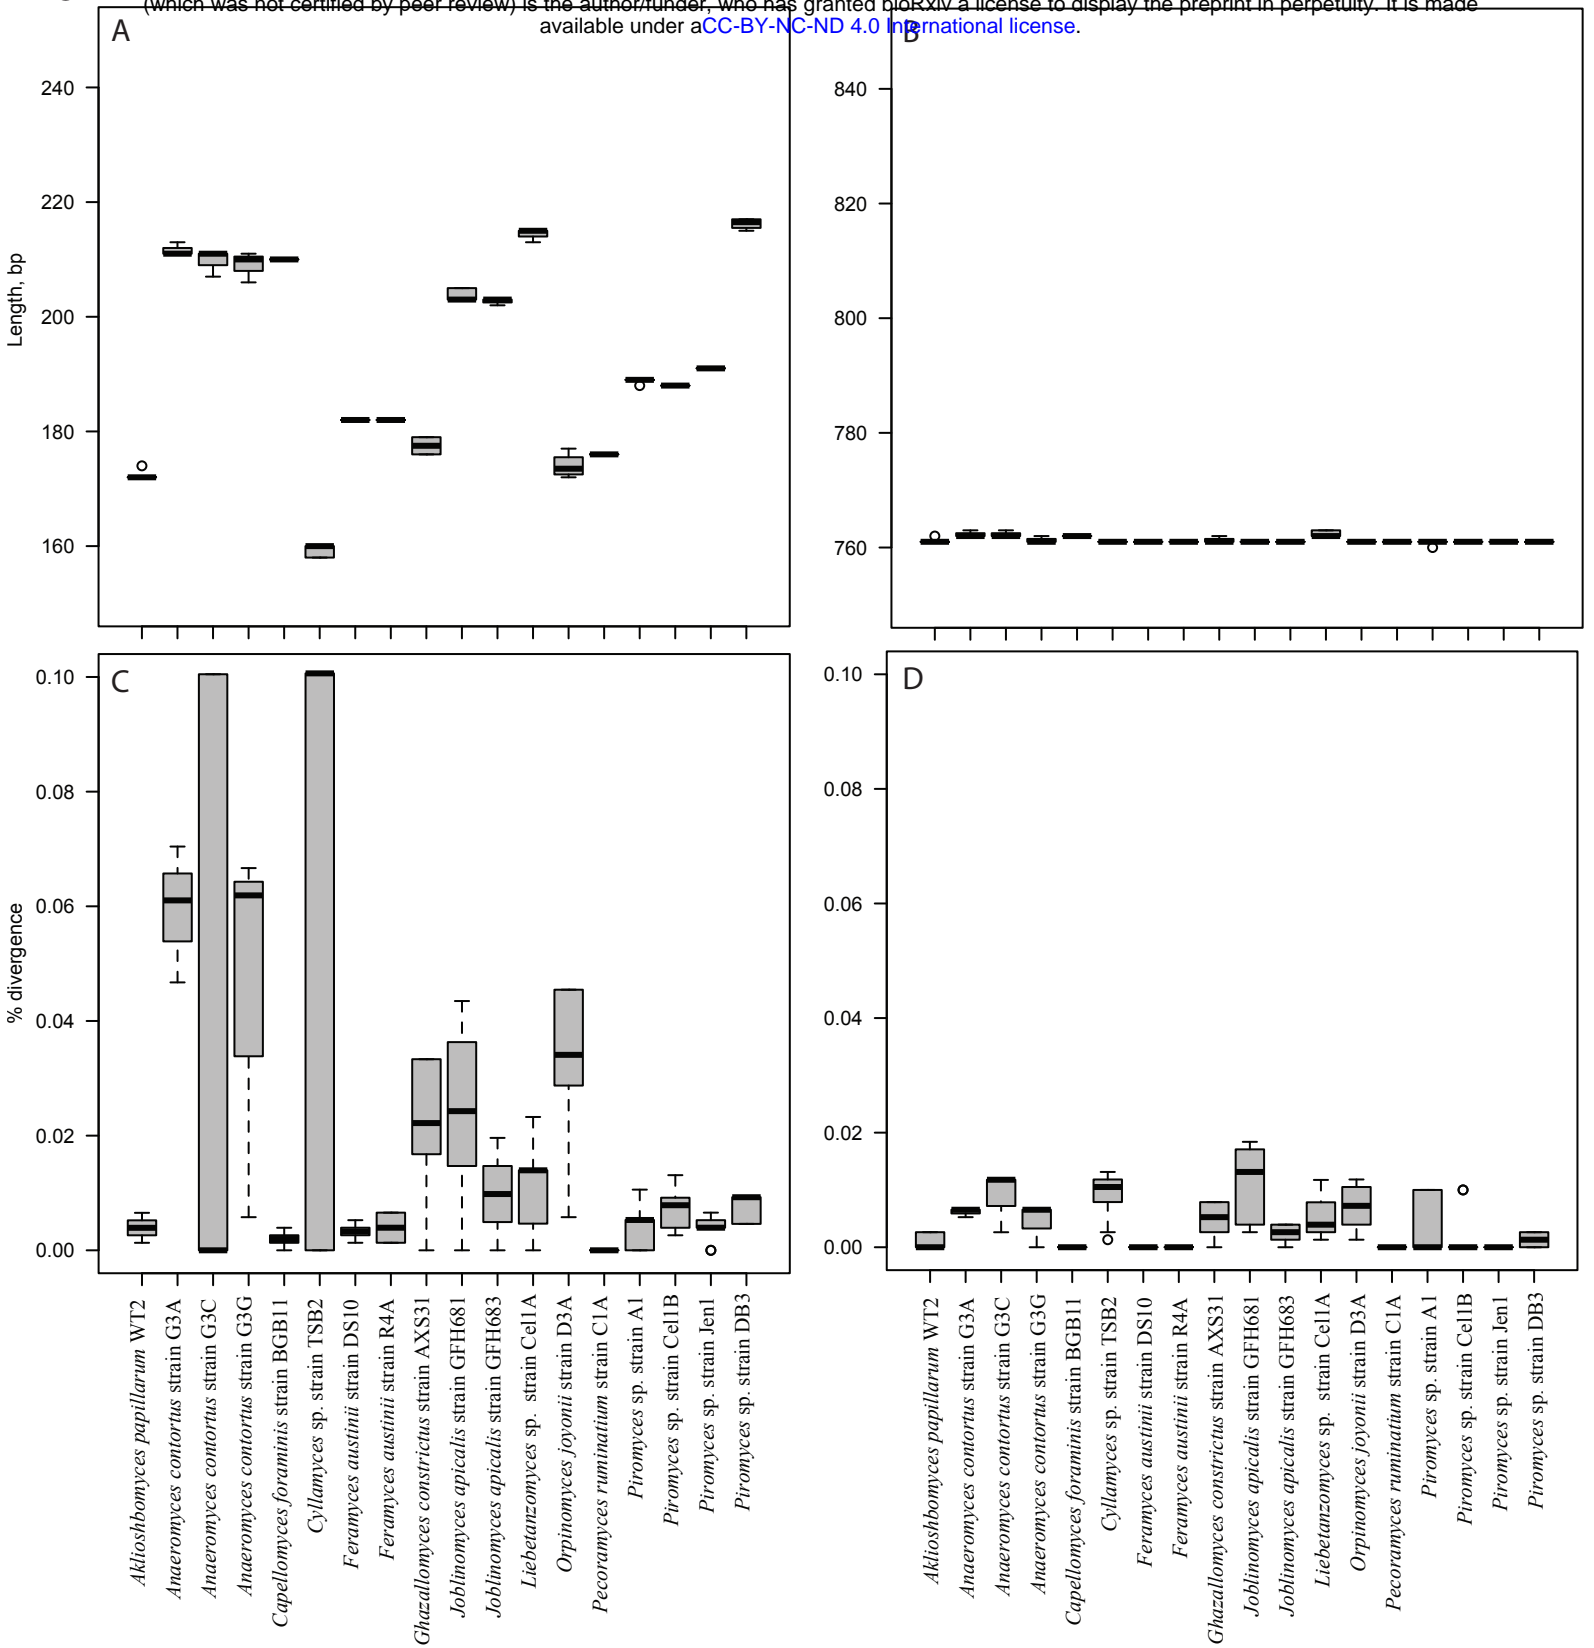 (which was not certified by peer review) is the author/funder, who has granted bioRxiv a license to display the preprint in perpetuity. It is made
available under aCC-BY-NC-ND 4.0 International license.
A
B
Length, bp
240
220
200
180
160
840
820
800
780
760
C
D
% divergence
0.10
0.08
0.06
0.04
0.02
0.00
0.10
0.08
0.06
0.04
0.02
0.00
Aklioshbomyces papillarum WT2
Anaeromyces contortus strain G3A
Anaeromyces contortus strain G3C
Anaeromyces contortus strain G3G
Capellomyces foraminis strain BGB11
Cyllamyces sp. strain TSB2
Feramyces austinii strain DS10
Feramyces austinii strain R4A
Ghazallomyces constrictus strain AXS31
Joblinomyces apicalis strain GFH681
Joblinomyces apicalis strain GFH683
Liebetanzomyces sp. strain Cel1A
Orpinomyces joyonii strain D3A
Pecoramyces ruminatium strain C1A
Piromyces sp. strain A1
Piromyces sp. strain Cel1B
Piromyces sp. strain Jen1
Piromyces sp. strain DB3
Aklioshbomyces papillarum WT2
Anaeromyces contortus strain G3A
Anaeromyces contortus strain G3C
Anaeromyces contortus strain G3G
Capellomyces foraminis strain BGB11
Cyllamyces sp. strain TSB2
Feramyces austinii strain DS10
Feramyces austinii strain R4A
Ghazallomyces constrictus strain AXS31
Joblinomyces apicalis strain GFH681
Joblinomyces apicalis strain GFH683
Liebetanzomyces sp. strain Cel1A
Orpinomyces joyonii strain D3A
Pecoramyces ruminatium strain C1A
Piromyces sp. strain A1
Piromyces sp. strain Cel1B
Piromyces sp. strain Jen1
Piromyces sp. strain DB3